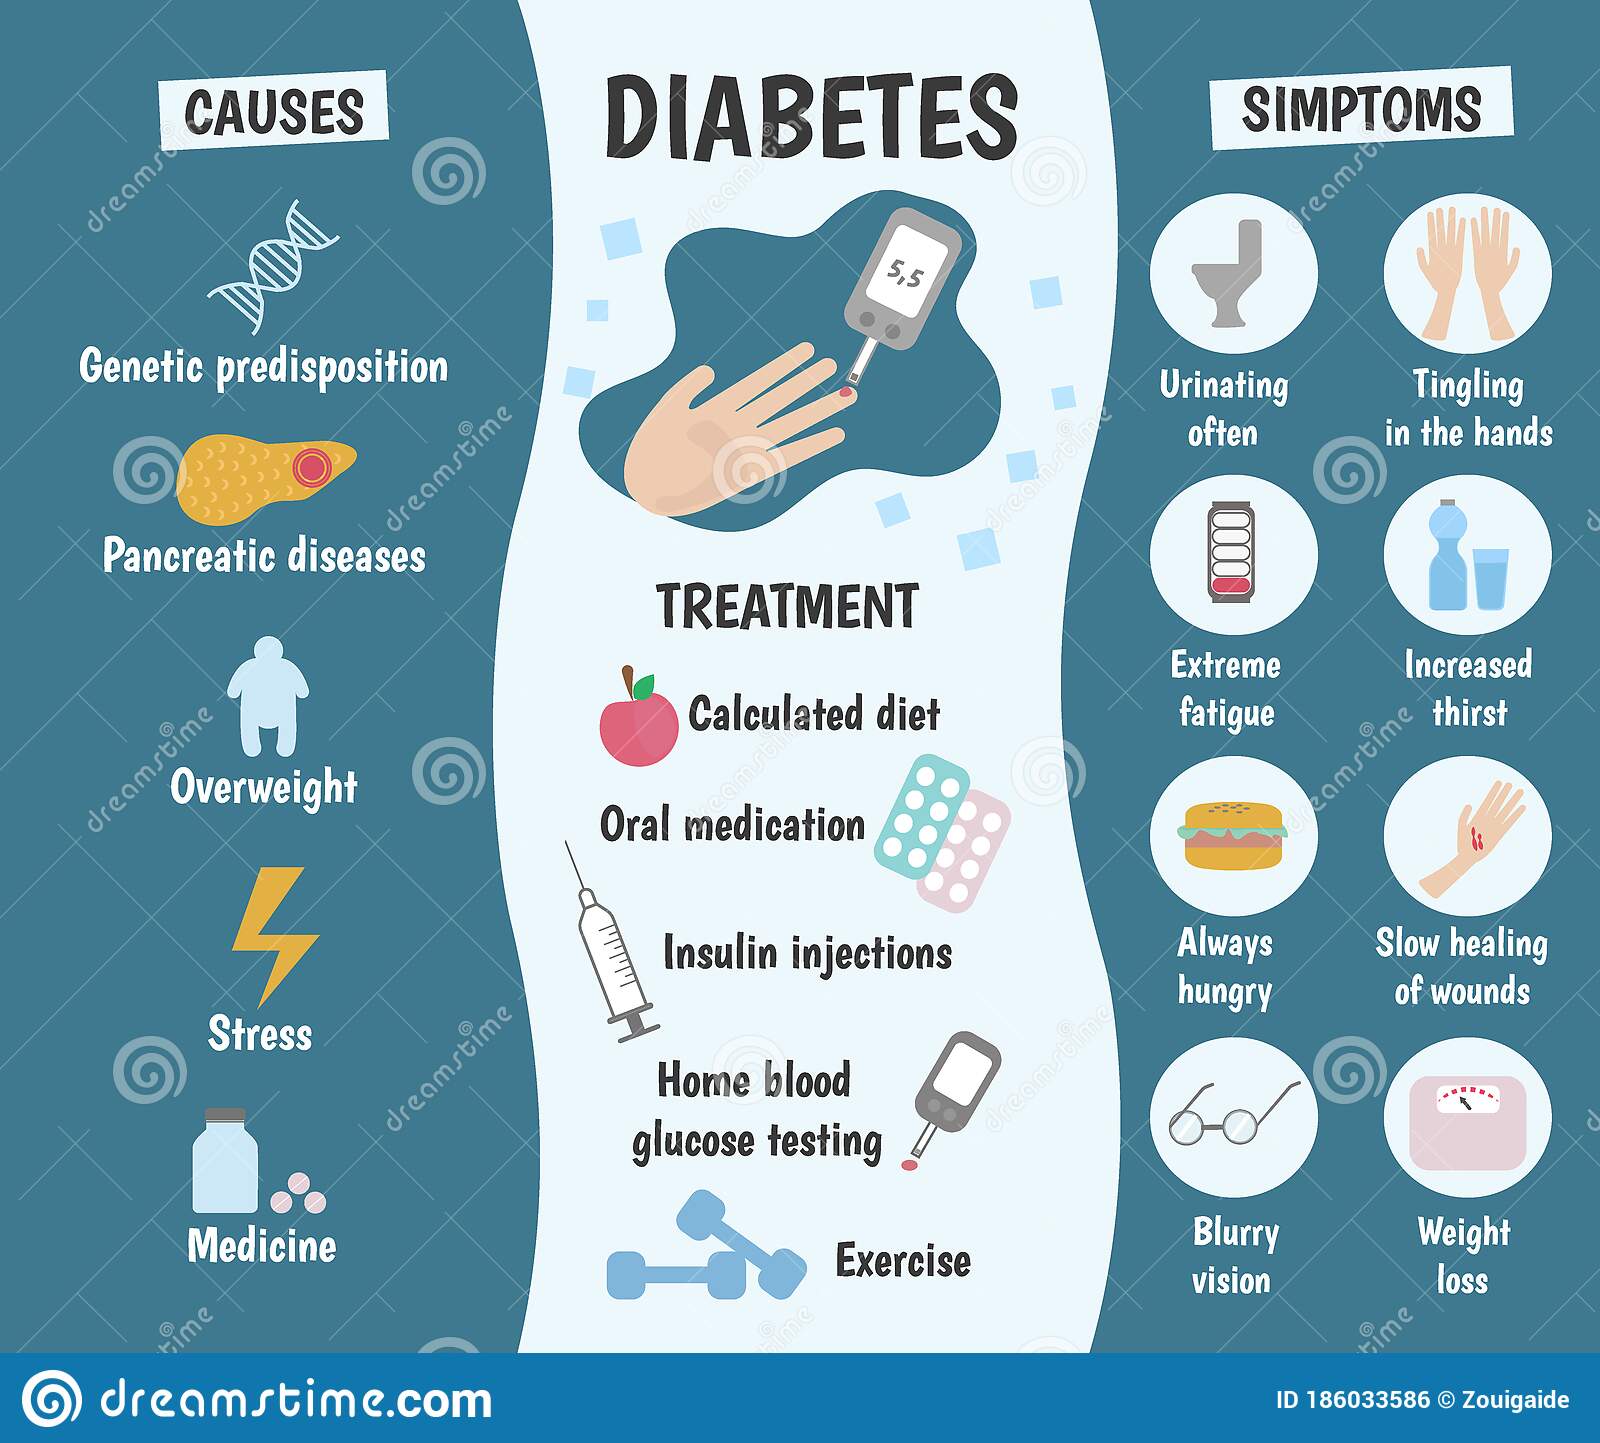 CAUSES
Genetic predisposition
Pancreatic diseases
Overweight
Stress
Medicine
DIABETES
5,5
TREATMENT
Calculated diet
Oral medication
Insulin injections
Home blood
glucose testing
Exercise
SIMPTOMS
Urinating
often
Tingling
in the hands
Extreme
fatigue
Increased
thirst
Always
hungry
Slow healing
of wounds
Blurry
vision
Weight
loss
dreamstime.com
ID 186033586 © Zouigaide